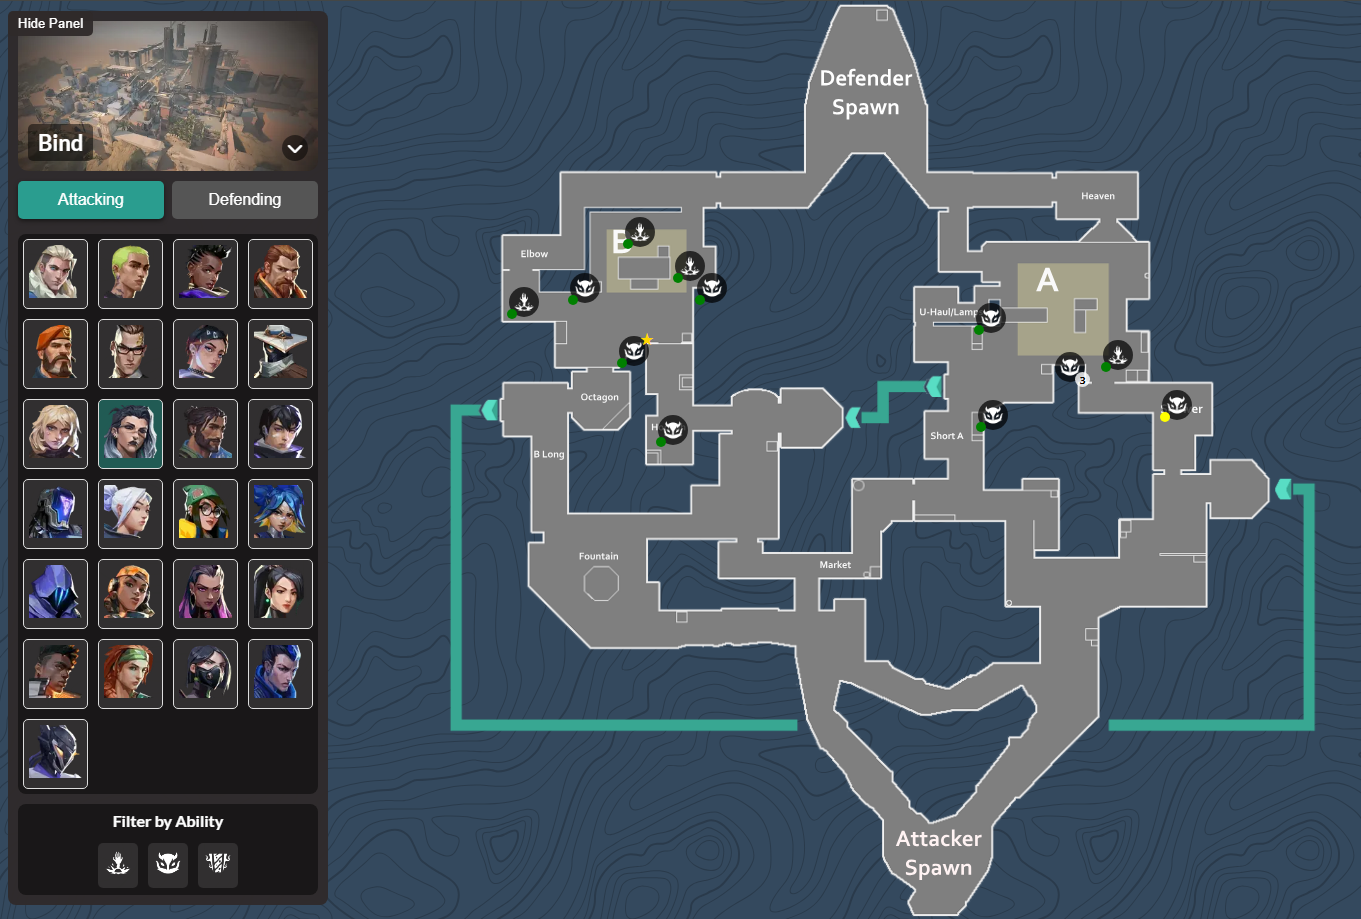 Hide Panel
Bind
Attacking
Defending
Filter by Ability
Defender
Spawn
Heaven
B
Elbow
A
U-Haul/Lamp
Octagon
H
er
Short A
B Long
Fountain
Market
3
Attacker
Spawn